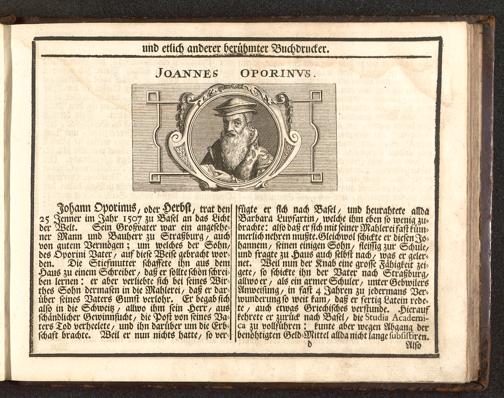 und etlich anderer berühmter Buchdrucker.
JOANNES OPORINVS.
Johann Oporinus, oder Herbst, trat den
25 Jenner im Jahr 1507 zu Basel an das Licht
der Welt. Sein Großvater war ein angesehe-
ner Mann und Bauherr zu Straßburg, auch
von gutem Vermögen; um welches der Sohn,
des Oporini Vater, auf diese Weise gebracht wor-
den. Die Stiefmutter schaffte ihn aus dem
Haus zu einem Schreiber, daß er sollte schön schrei-
ben lernen; er aber verliebte sich bei seines Wir-
thes Sohn dermasen in die Mahlerei, daß er dar-
über seines Vaters Gunst verlohr. Er begab sich
also in die Schweiz, allwo ihn sein Herr, aus
schändlicher Gewinnsucht, die Post von seines Va-
ters Tod verheelete, und ihn darüber um die Erb-
schaft brachte. Weil er nun nichts hatte, so ver-
fügte er sich nach Basel, und heurathete allda
Barbara Lupfartin, welche ihm eben so wenig zu-
brachte; also daß er sich mit seiner Mahlerei fast küm-
merlich nehren mußte. Gleichwol schickte er diesen Jo-
hannem, seinen einigen Sohn, fleissig zur Schule,
und fragte zu Haus auch selbst nach, was er geler-
net. Weil nun der Knab eine grosse Fähigkeit zei-
gete, so schickte ihn der Vater nach Straßburg,
allwo er, als ein armer Schuler, unter Gebwilers
Anweisung, in fast 4 Jahren zu jedermans Ver-
wunderung so weit kam, daß er fertig Latein rede-
te, auch etwas Griechisches verstunde. Hierauf
kehrete er zurück nach Basel, die Studia Academi-
ca zu vollführen; kunte aber wegen Abgang der
benöhtigten Geld-Mittel allda nicht lange subsistiren.
d
Also